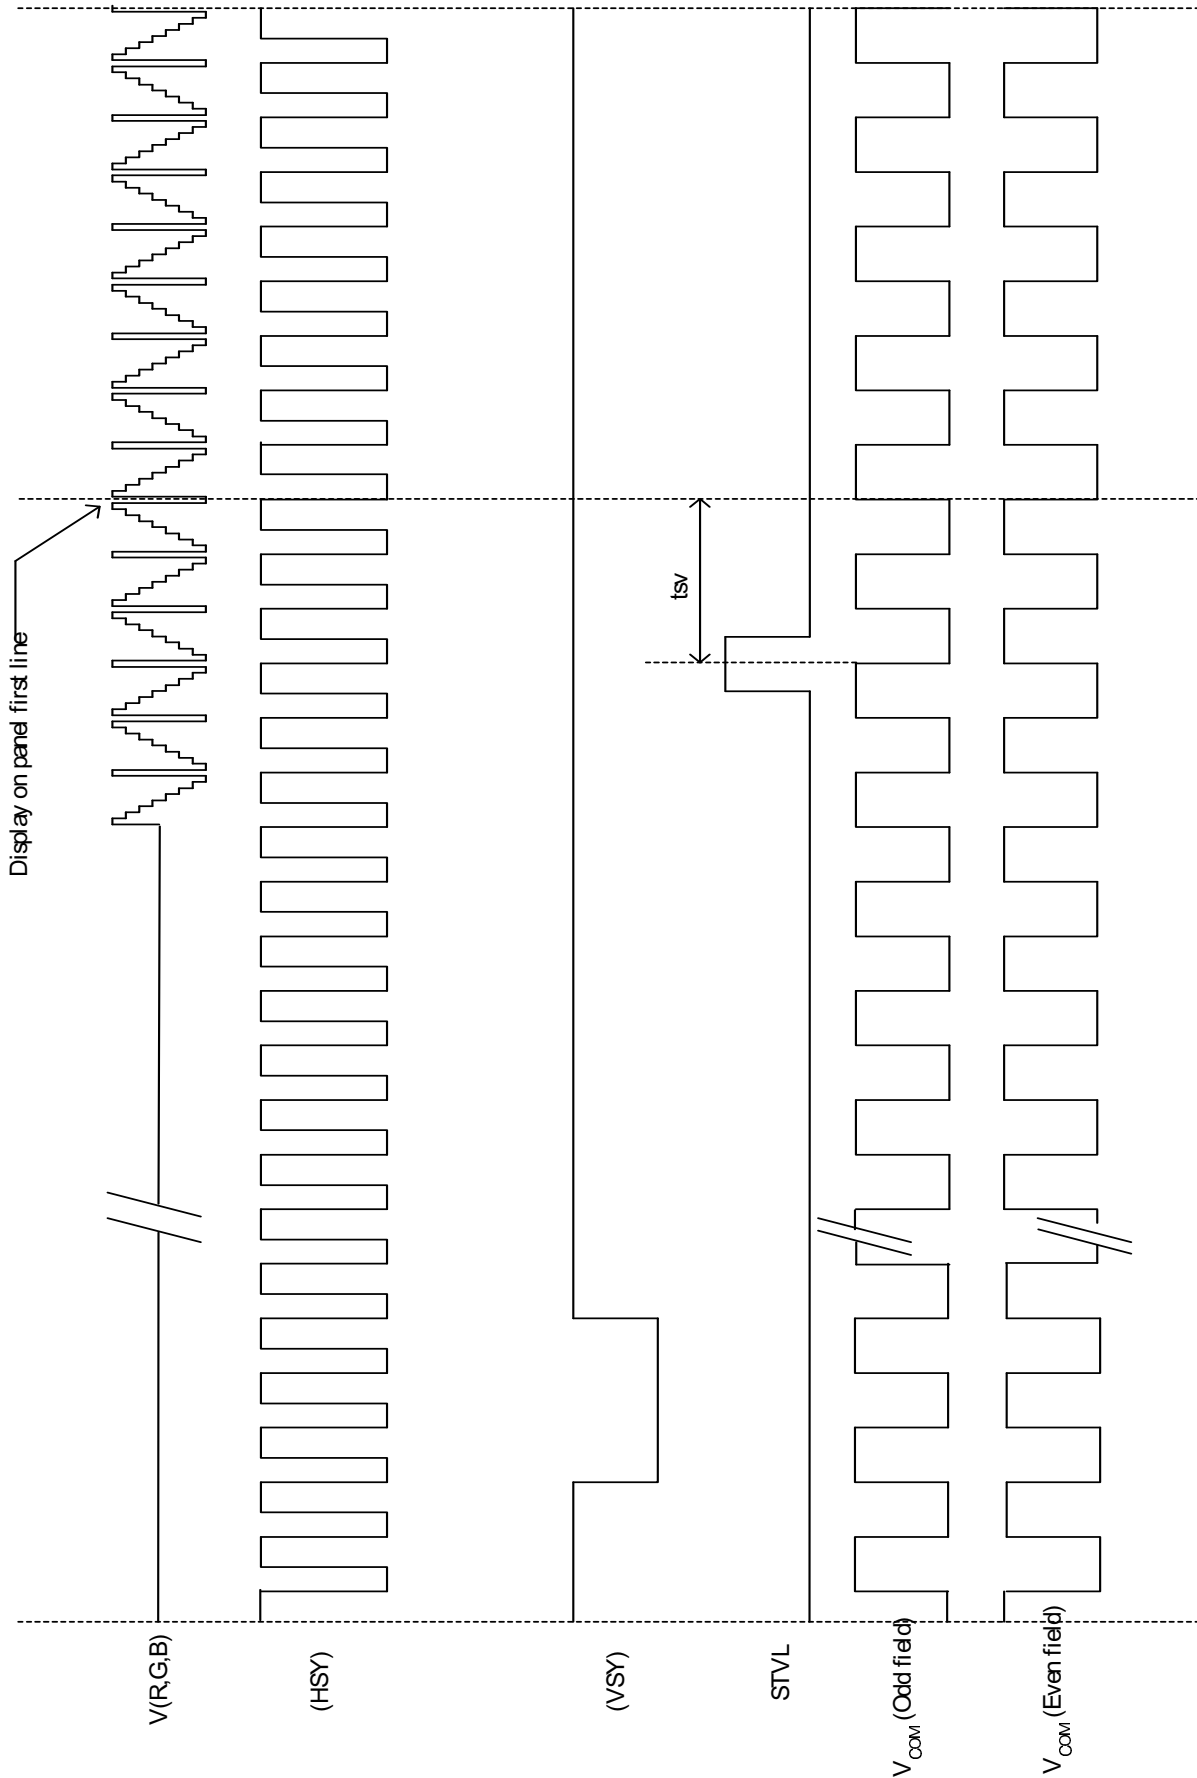 Display on panel first line
tsv
V(R,G,B)
(HSY)
(VSY)
STVL
VCOM (Odd field)
VCOM (Even field)